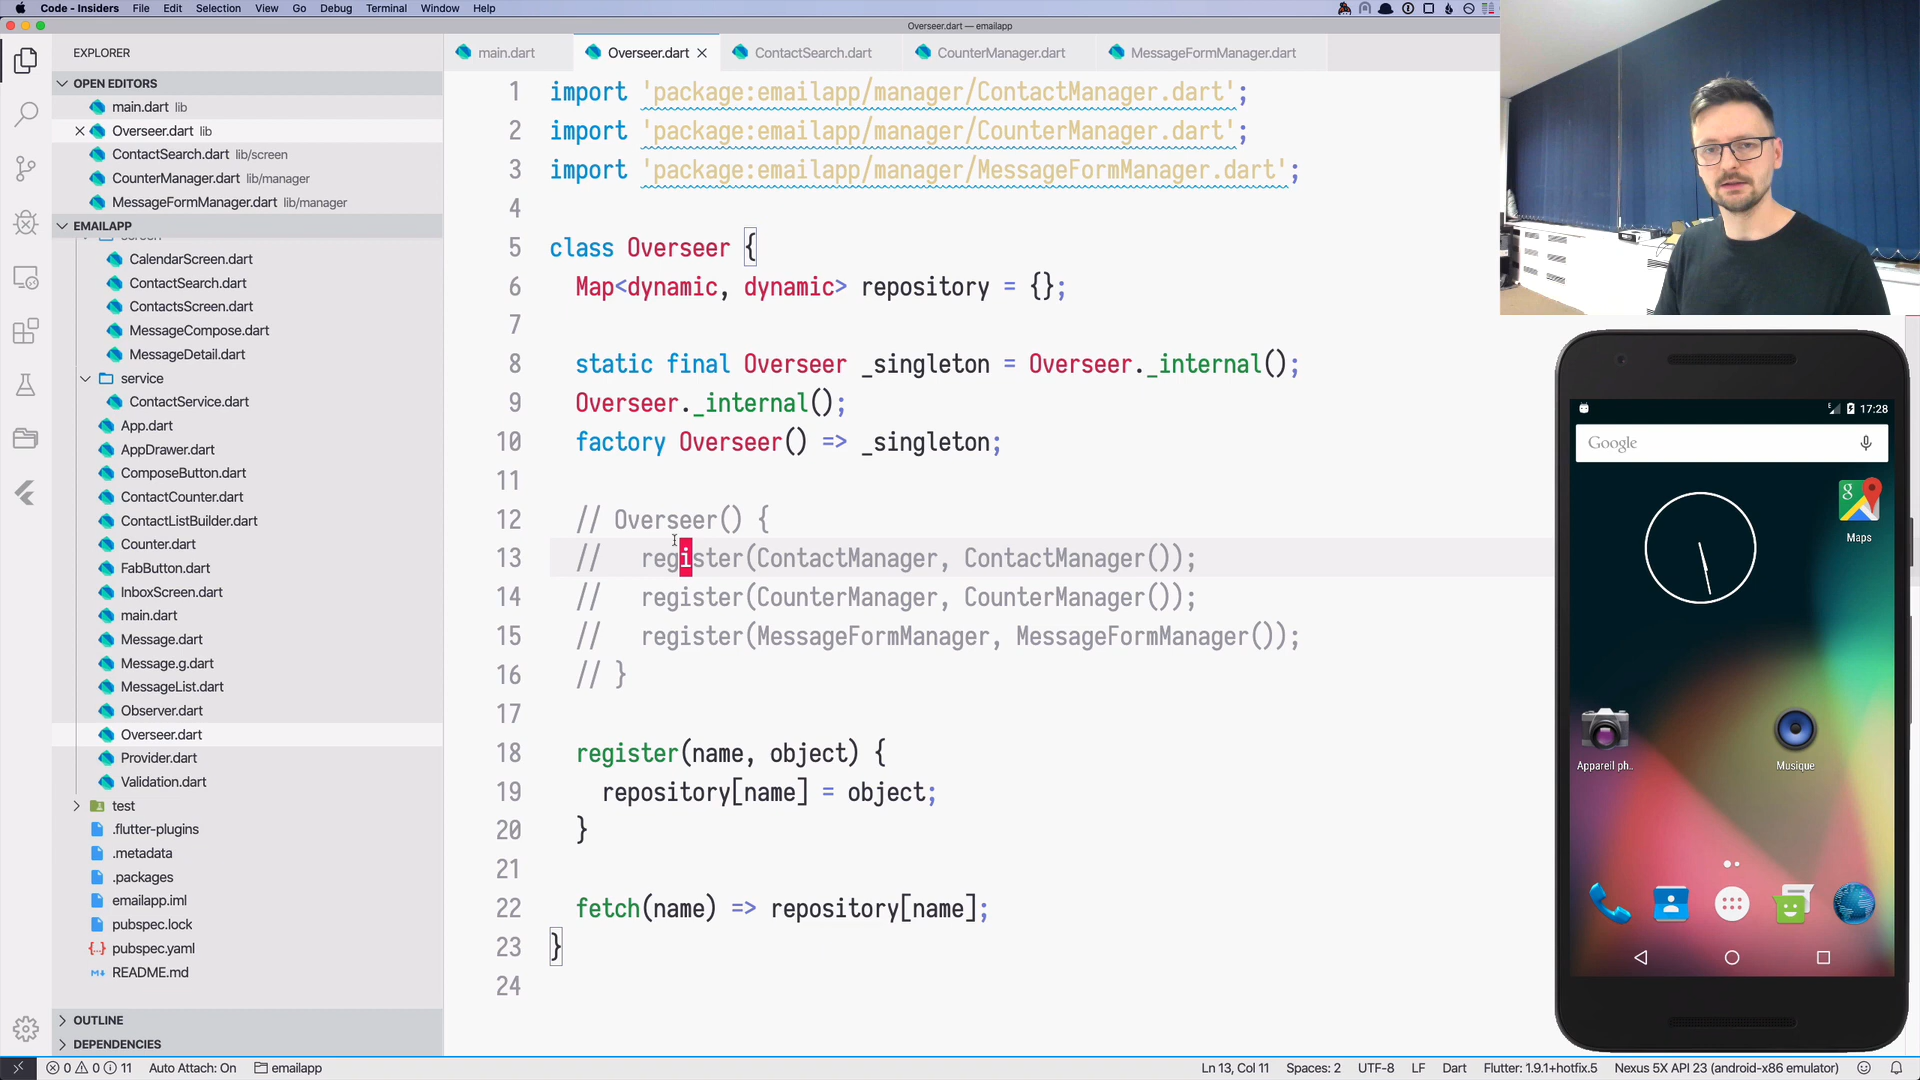 Code - Insiders File Edit Selection View Go Debug Terminal Window Help
Overseer.dart — emailapp
EXPLORER
OPEN EDITORS
main.dart lib
Overseer.dart lib
ContactSearch.dart lib/screen
CounterManager.dart lib/manager
MessageFormManager.dart lib/manager
EMAILAPP
screen
CalendarScreen.dart
ContactSearch.dart
ContactsScreen.dart
MessageCompose.dart
MessageDetail.dart
service
ContactService.dart
App.dart
AppDrawer.dart
ComposeButton.dart
ContactCounter.dart
ContactListBuilder.dart
Counter.dart
FabButton.dart
InboxScreen.dart
main.dart
Message.dart
Message.g.dart
MessageList.dart
Observer.dart
Overseer.dart
Provider.dart
Validation.dart
test
.flutter-plugins
.metadata
.packages
emailapp.iml
pubspec.lock
pubspec.yaml
README.md
OUTLINE
DEPENDENCIES
main.dart Overseer.dart ContactSearch.dart CounterManager.dart MessageFormManager.dart
1 import 'package:emailapp/manager/ContactManager.dart';
2 import 'package:emailapp/manager/CounterManager.dart';
3 import 'package:emailapp/manager/MessageFormManager.dart';
4
5 class Overseer {
6 Map<dynamic, dynamic> repository = {};
7
8 static final Overseer _singleton = Overseer._internal();
9 Overseer._internal();
10 factory Overseer() => _singleton;
11
12 // Overseer() {
13 // register(ContactManager, ContactManager());
14 // register(CounterManager, CounterManager());
15 // register(MessageFormManager, MessageFormManager());
16 // }
17
18 register(name, object) {
19 repository[name] = object;
20 }
21
22 fetch(name) => repository[name];
23 }
24
17:28
Google
Maps
Appareil ph..
Musique
0 0 11 Auto Attach: On emailapp Ln 13, Col 11 Spaces: 2 UTF-8 LF Dart Flutter: 1.9.1+hotfix.5 Nexus 5X API 23 (android-x86 emulator)